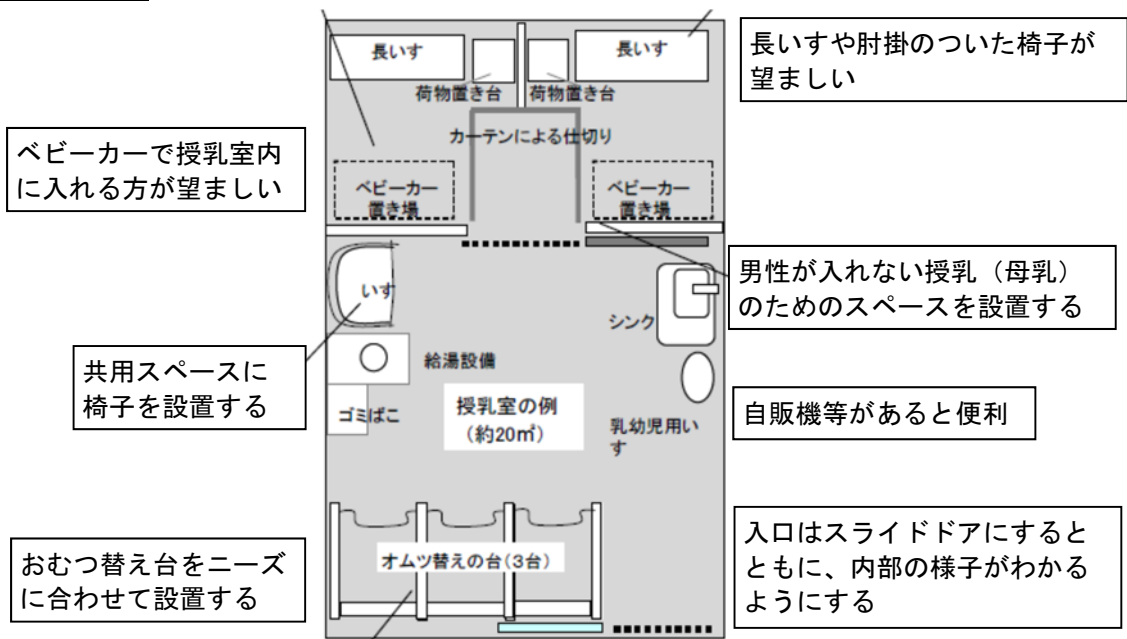 長いす
長いす
荷物置き台
荷物置き台
長いすや肘掛のついた椅子が
望ましい
カーテンによる仕切り
ベビーカーで授乳室内
に入れる方が望ましい
ベビーカー
置き場
ベビーカー
置き場
男性が入れない授乳(母乳)
のためのスペースを設置する
いす
シンク
共用スペースに
椅子を設置する
給湯設備
ゴミばこ
授乳室の例
(約20㎡)
乳幼児用い
す
自販機等があると便利
おむつ替え台をニーズ
に合わせて設置する
オムツ替えの台(3台)
入口はスライドドアにすると
ともに、内部の様子がわかる
ようにする